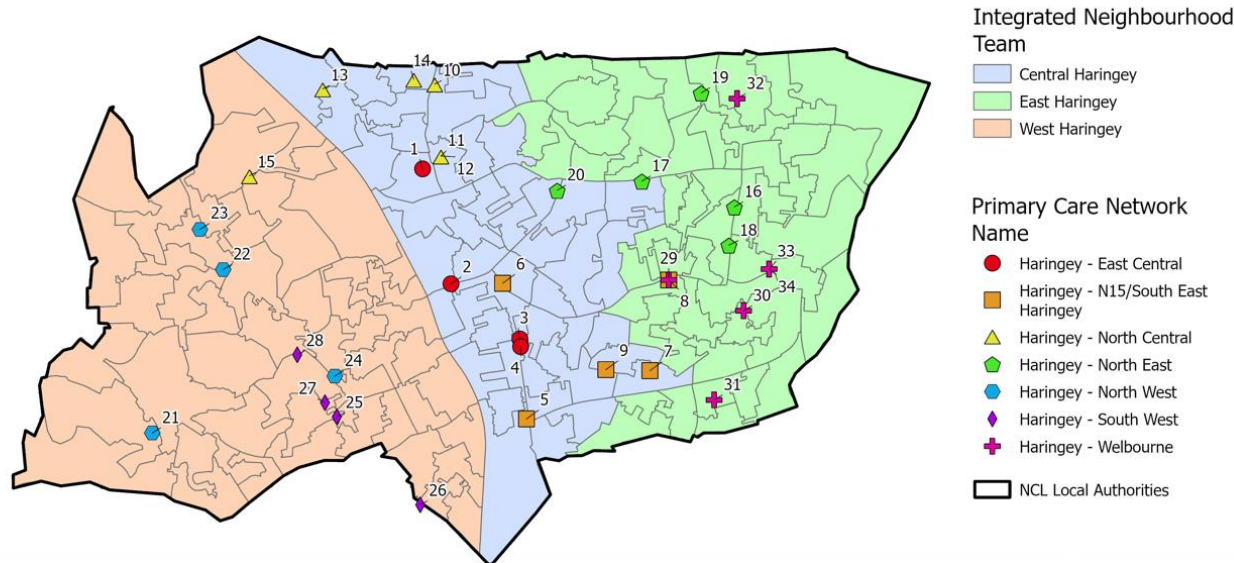 Integrated Neighbourhood
Team
Central Haringey
East Haringey
West Haringey
Primary Care Network
Name
Haringey - East Central
Haringey - N15/South East
Haringey
Haringey - North Central
Haringey - North East
Haringey - North West
Haringey - South West
Haringey - Welbourne
NCL Local Authorities
13
14
10
19
32
1
11
12
15
20
17
16
23
18
22
2
6
29
8
33
34
30
3
4
28
24
9
7
27
25
31
5
21
26